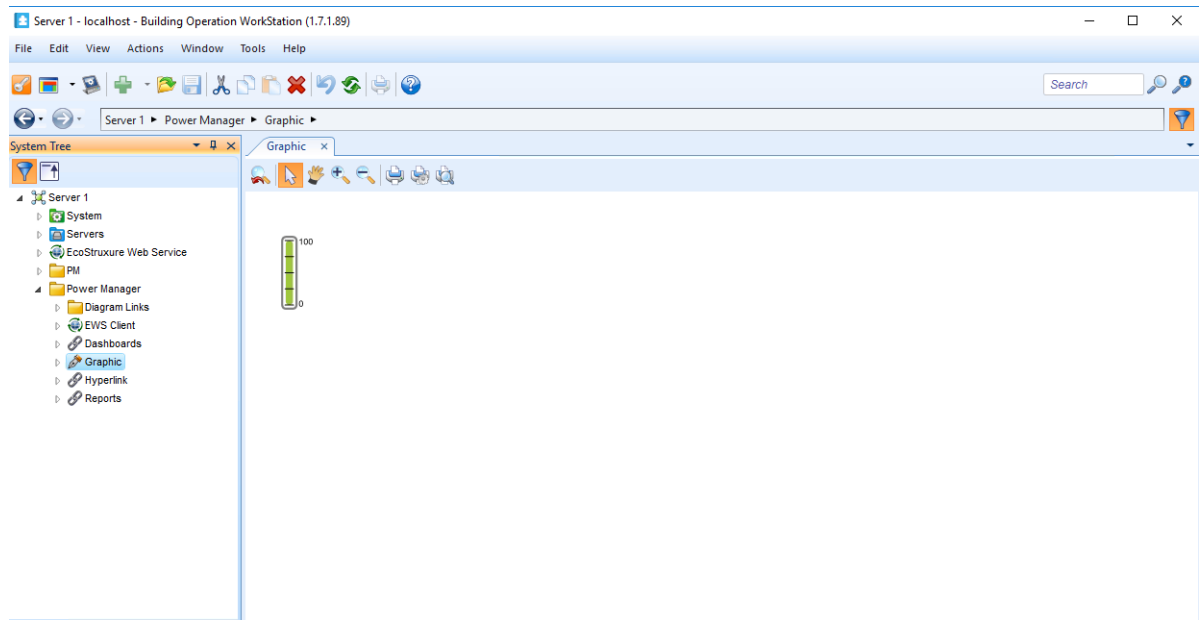 Server 1 - localhost - Building Operation WorkStation (1.7.1.89)
File Edit View Actions Window Tools Help
Search
Server 1 ► Power Manager ► Graphic ►
System Tree
Graphic
Server 1
System
Servers
EcoStruxure Web Service
PM
Power Manager
Diagram Links
EWS Client
Dashboards
Graphic
Hyperlink
Reports
100
0